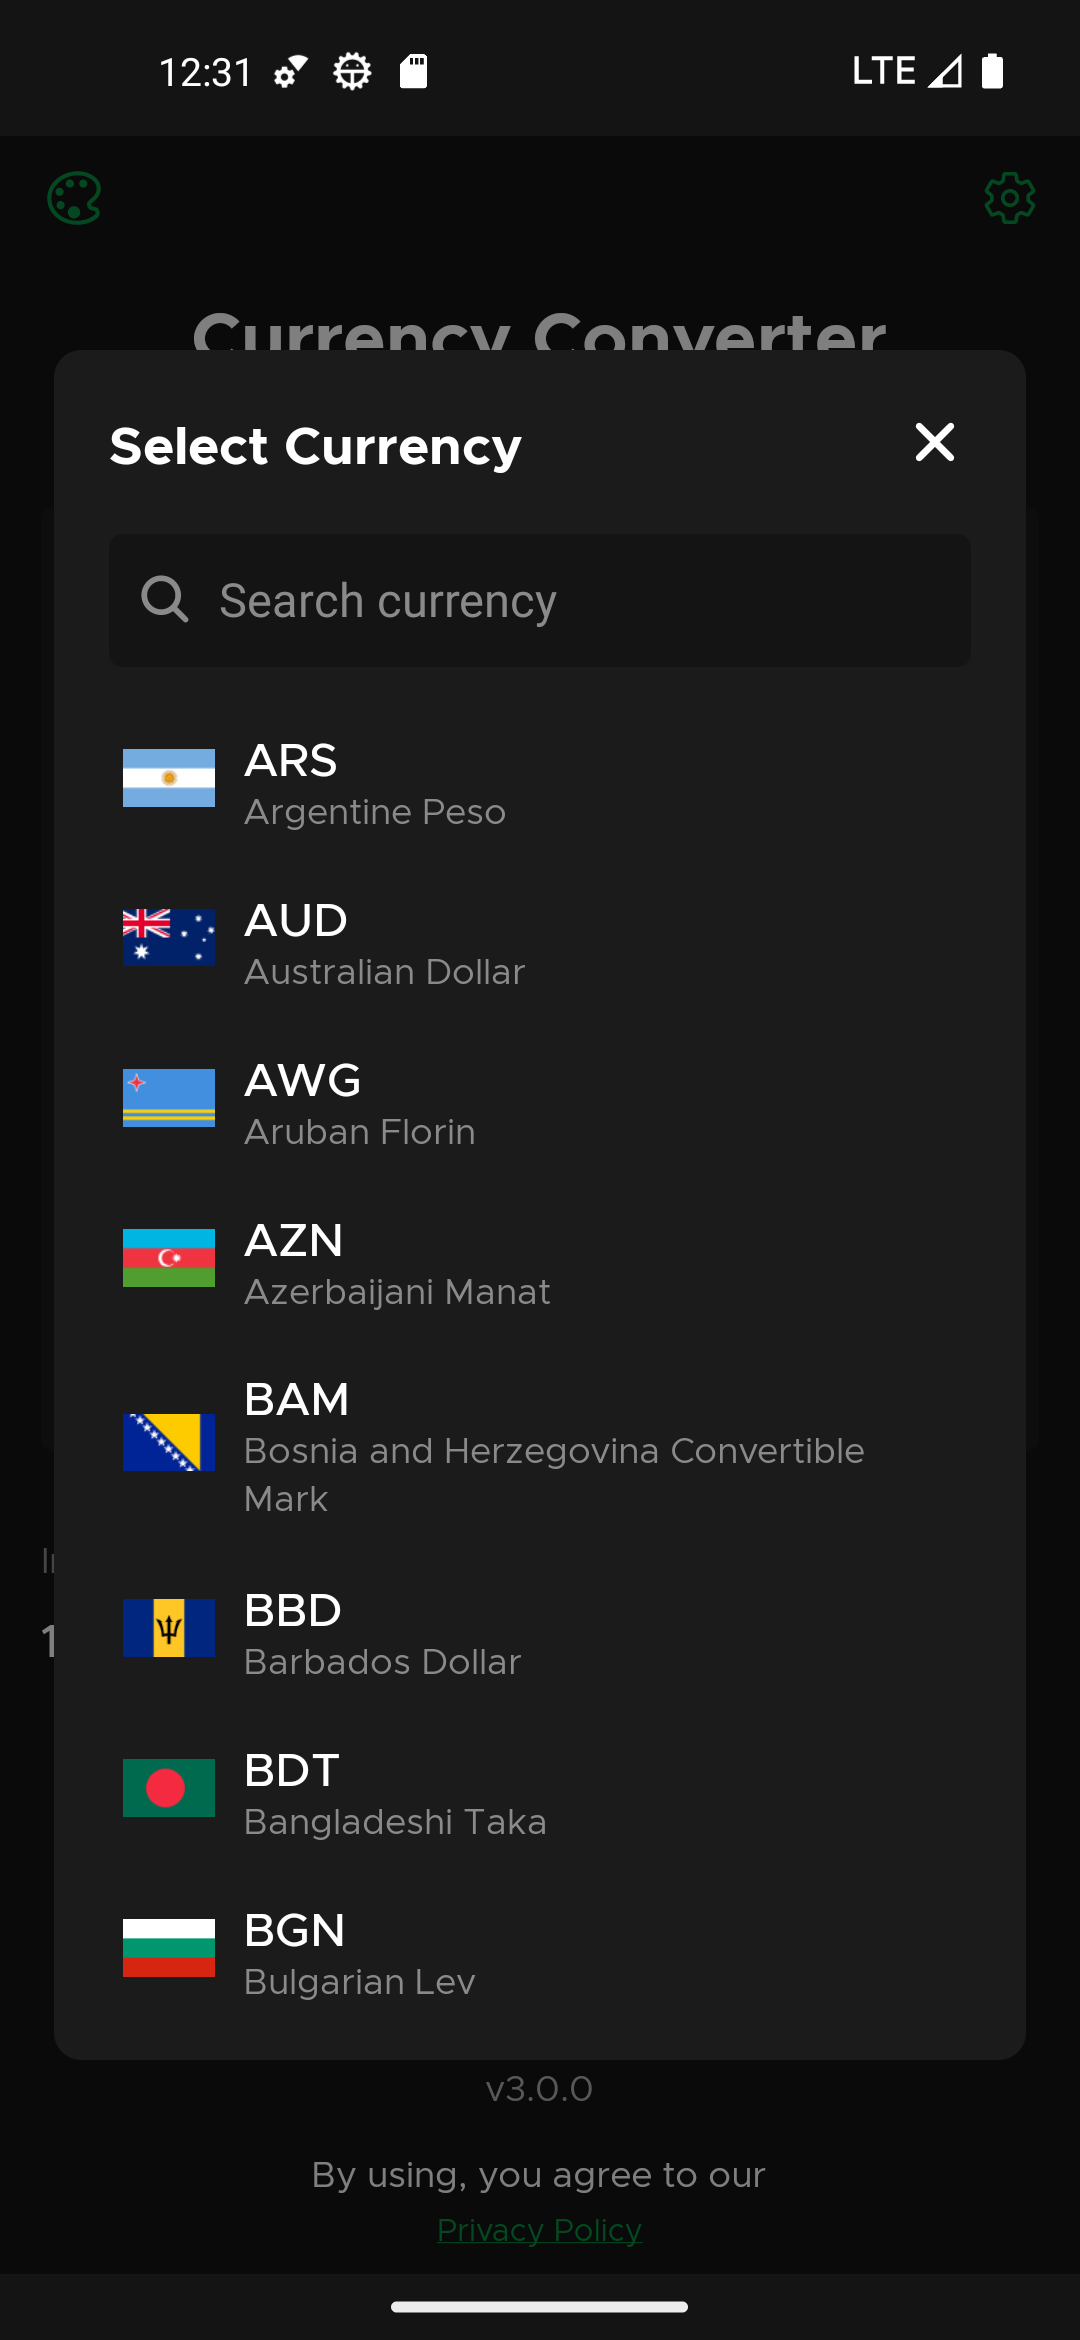 12:31
LTE
Currency Converter
Select Currency
Search currency
ARS
Argentine Peso
AUD
Australian Dollar
AWG
Aruban Florin
AZN
Azerbaijani Manat
BAM
Bosnia and Herzegovina Convertible
Mark
BBD
Barbados Dollar
BDT
Bangladeshi Taka
BGN
Bulgarian Lev
1
v3.0.0
By using, you agree to our
Privacy Policy